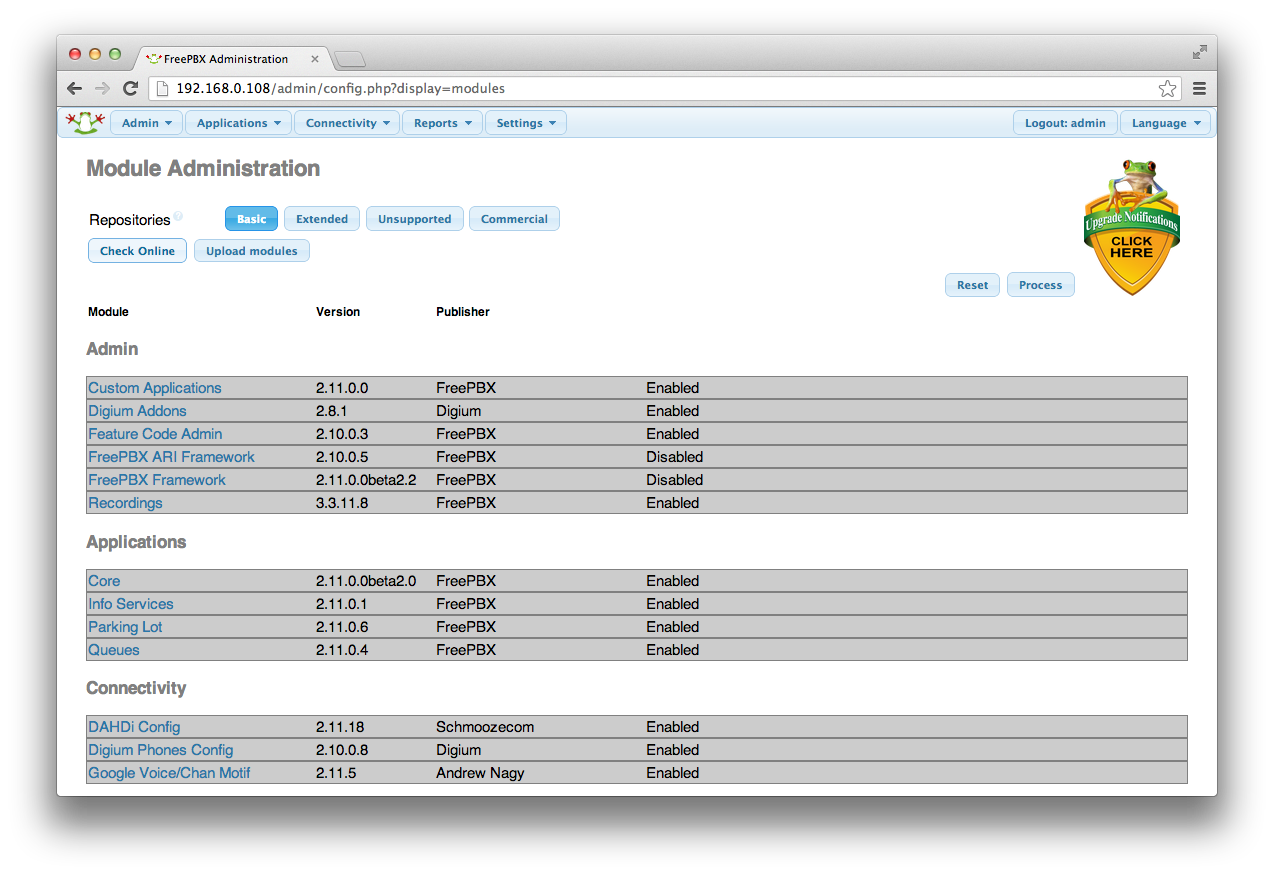 FreePBX Administration
192.168.0.108/admin/config.php?display=modules
Admin Applications Connectivity Reports Settings Logout: admin Language
Module Administration
Repositories Basic Extended Unsupported Commercial
Check Online Upload modules
Upgrade Notifications
CLICK
HERE
Reset Process
Module Version Publisher
Admin
Custom Applications 2.11.0.0 FreePBX Enabled
Digium Addons 2.8.1 Digium Enabled
Feature Code Admin 2.10.0.3 FreePBX Enabled
FreePBX ARI Framework 2.10.0.5 FreePBX Disabled
FreePBX Framework 2.11.0.0beta2.2 FreePBX Disabled
Recordings 3.3.11.8 FreePBX Enabled
Applications
Core 2.11.0.0beta2.0 FreePBX Enabled
Info Services 2.11.0.1 FreePBX Enabled
Parking Lot 2.11.0.6 FreePBX Enabled
Queues 2.11.0.4 FreePBX Enabled
Connectivity
DAHDi Config 2.11.18 Schmoozecom Enabled
Digium Phones Config 2.10.0.8 Digium Enabled
Google Voice/Chan Motif 2.11.5 Andrew Nagy Enabled